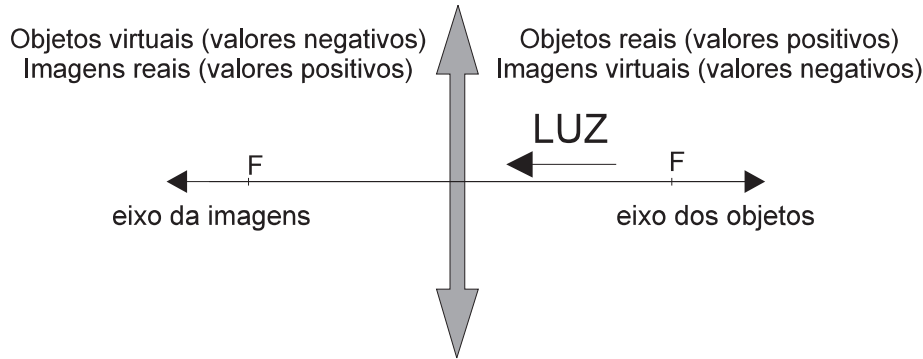 Objetos virtuais (valores negativos)
Imagens reais (valores positivos)
Objetos reais (valores positivos)
Imagens virtuais (valores negativos)
LUZ
F
F
eixo da imagens
eixo dos objetos